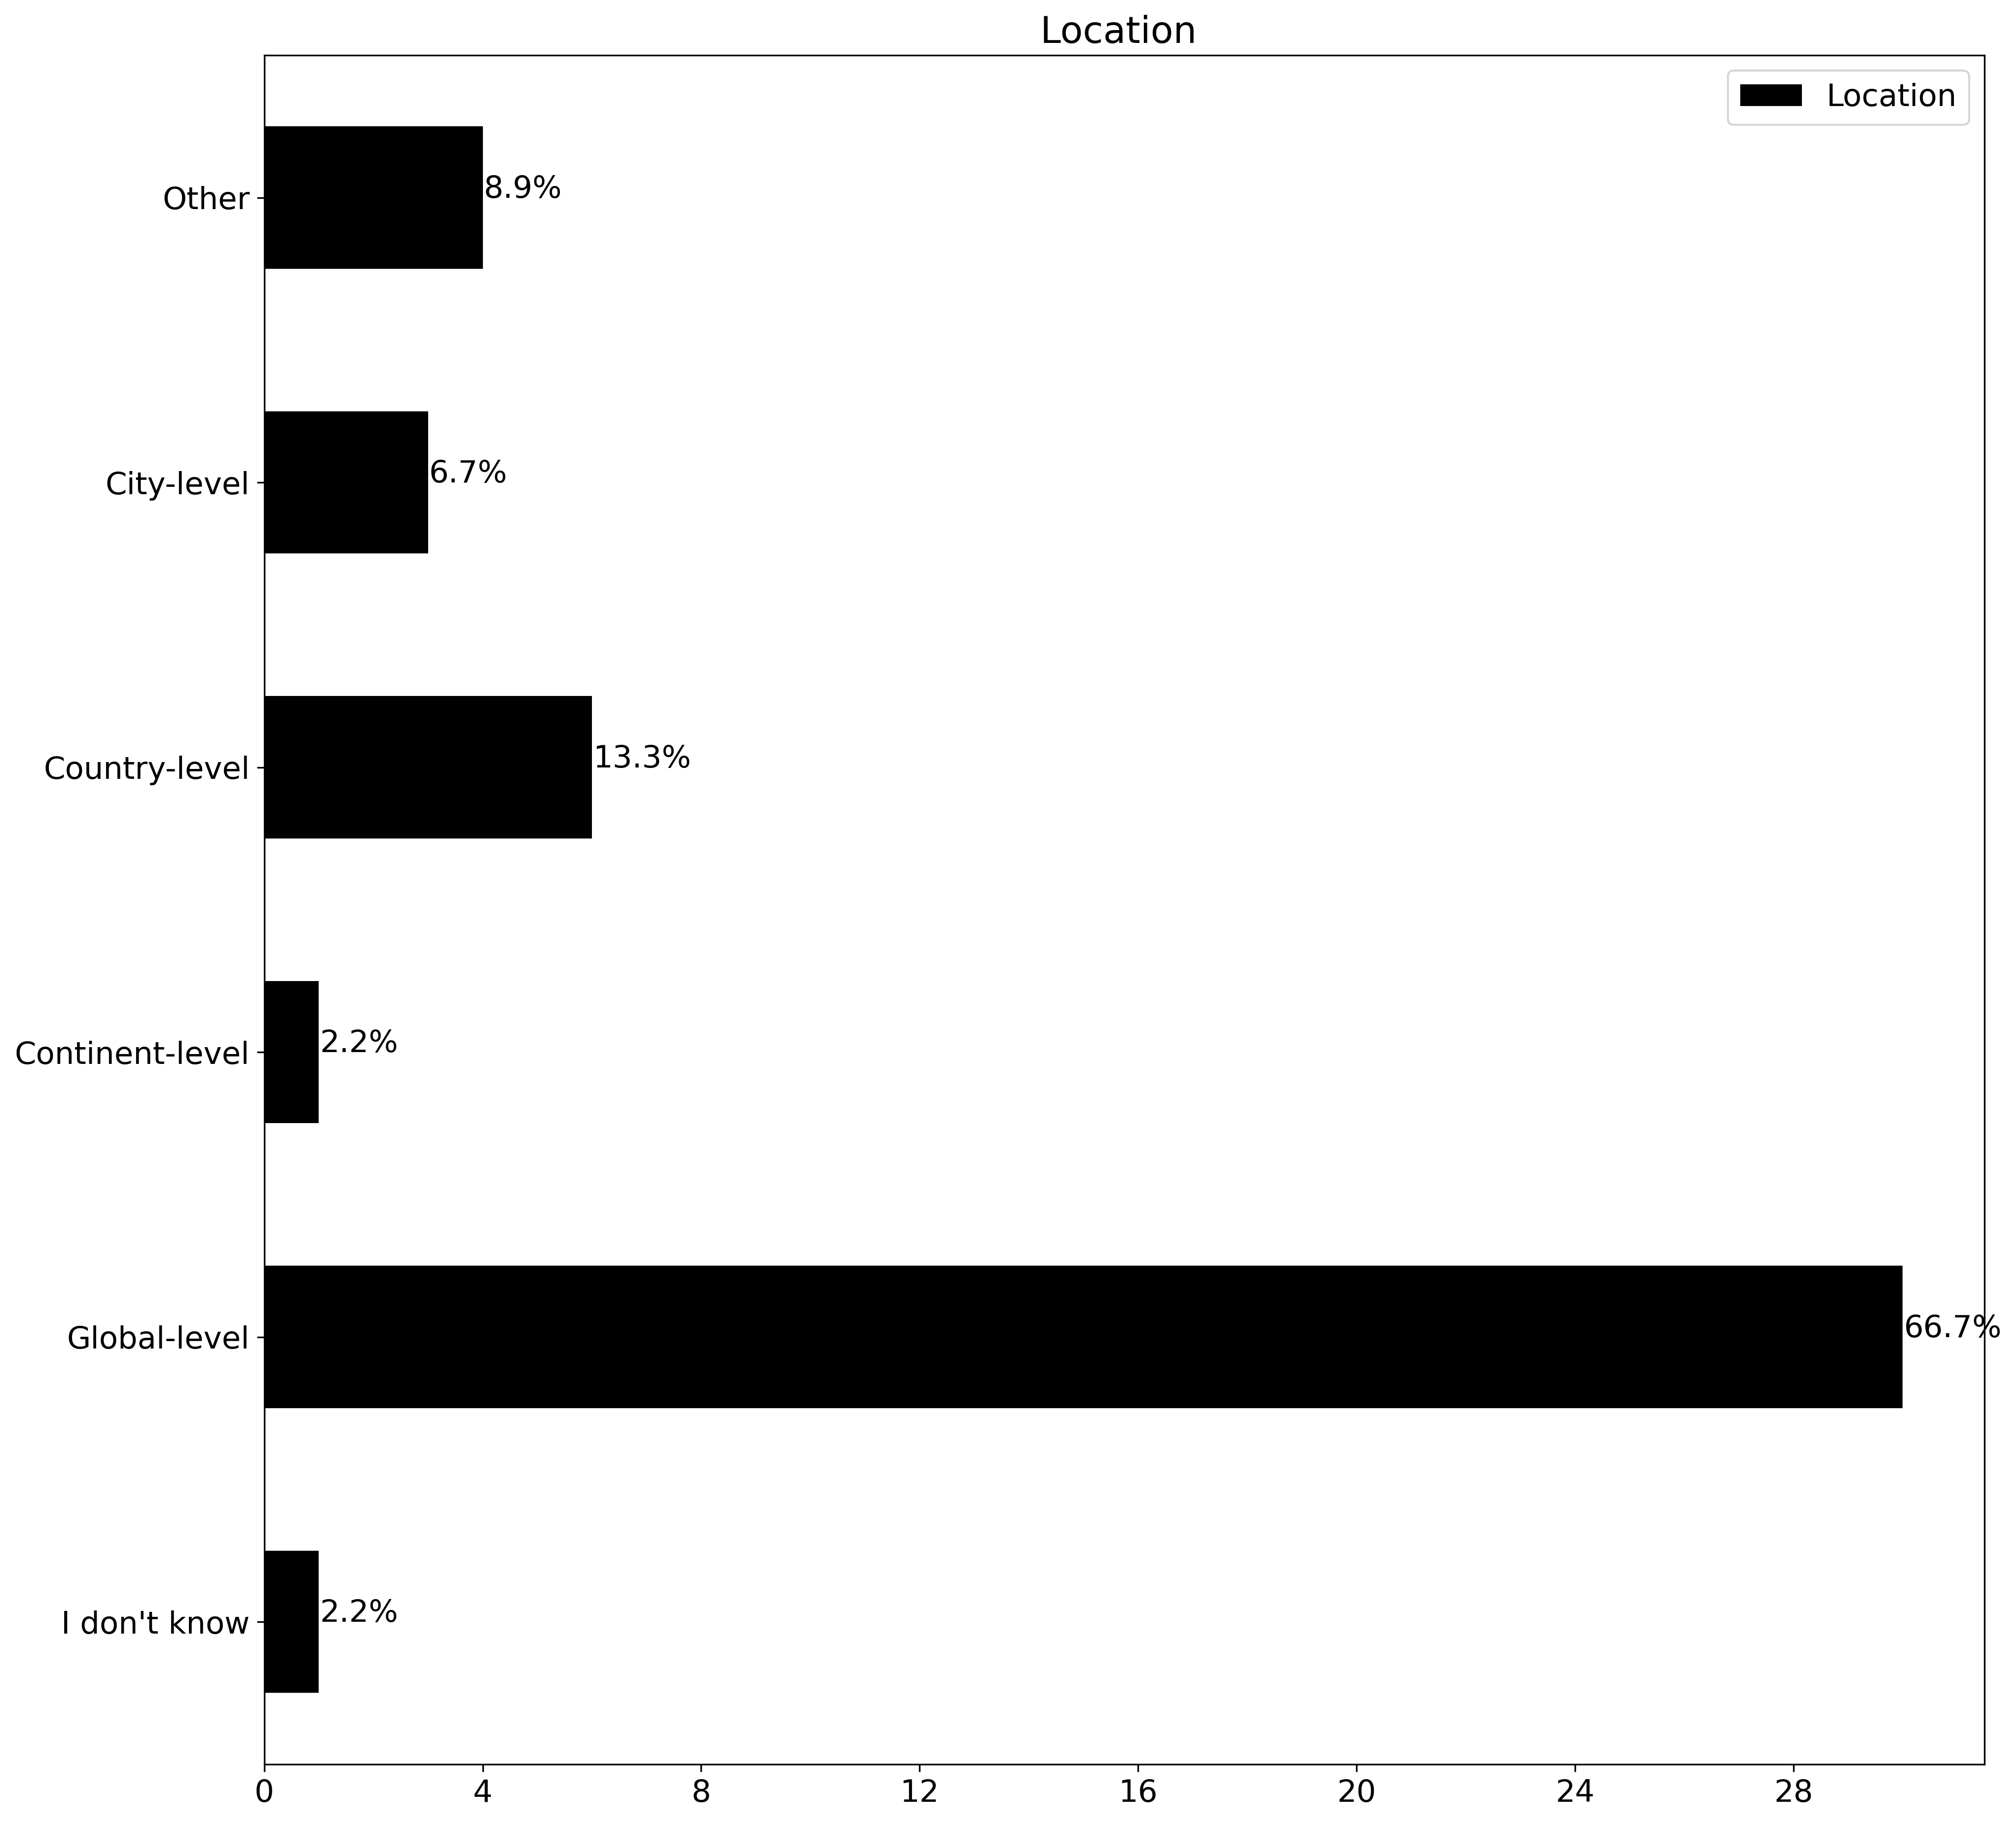 Location
Location
Other
8.9%
City-level
6.7%
Country-level
13.3%
Continent-level
2.2%
Global-level
66.7%
I don't know
2.2%
0 4 8 12 16 20 24 28